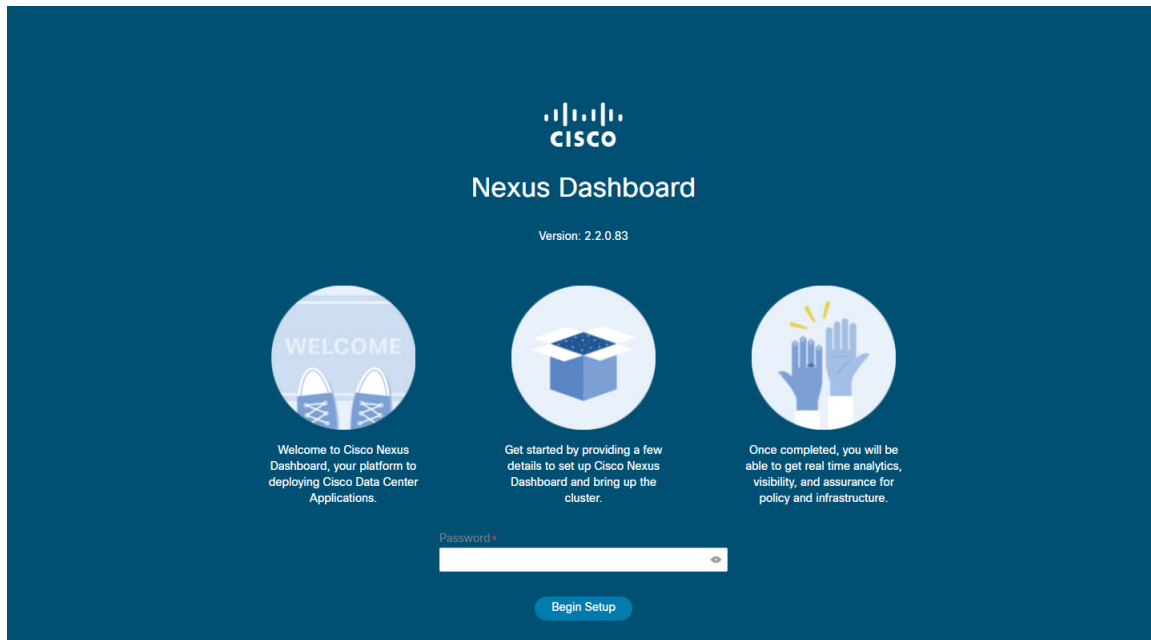 CISCO
Nexus Dashboard
Version: 2.2.0.83
WELCOME
Welcome to Cisco Nexus
Dashboard, your platform to
deploying Cisco Data Center
Applications.
Get started by providing a few
details to set up Cisco Nexus
Dashboard and bring up the
cluster.
Once completed, you will be
able to get real time analytics,
visibility, and assurance for
policy and infrastructure.
Password*
Begin Setup